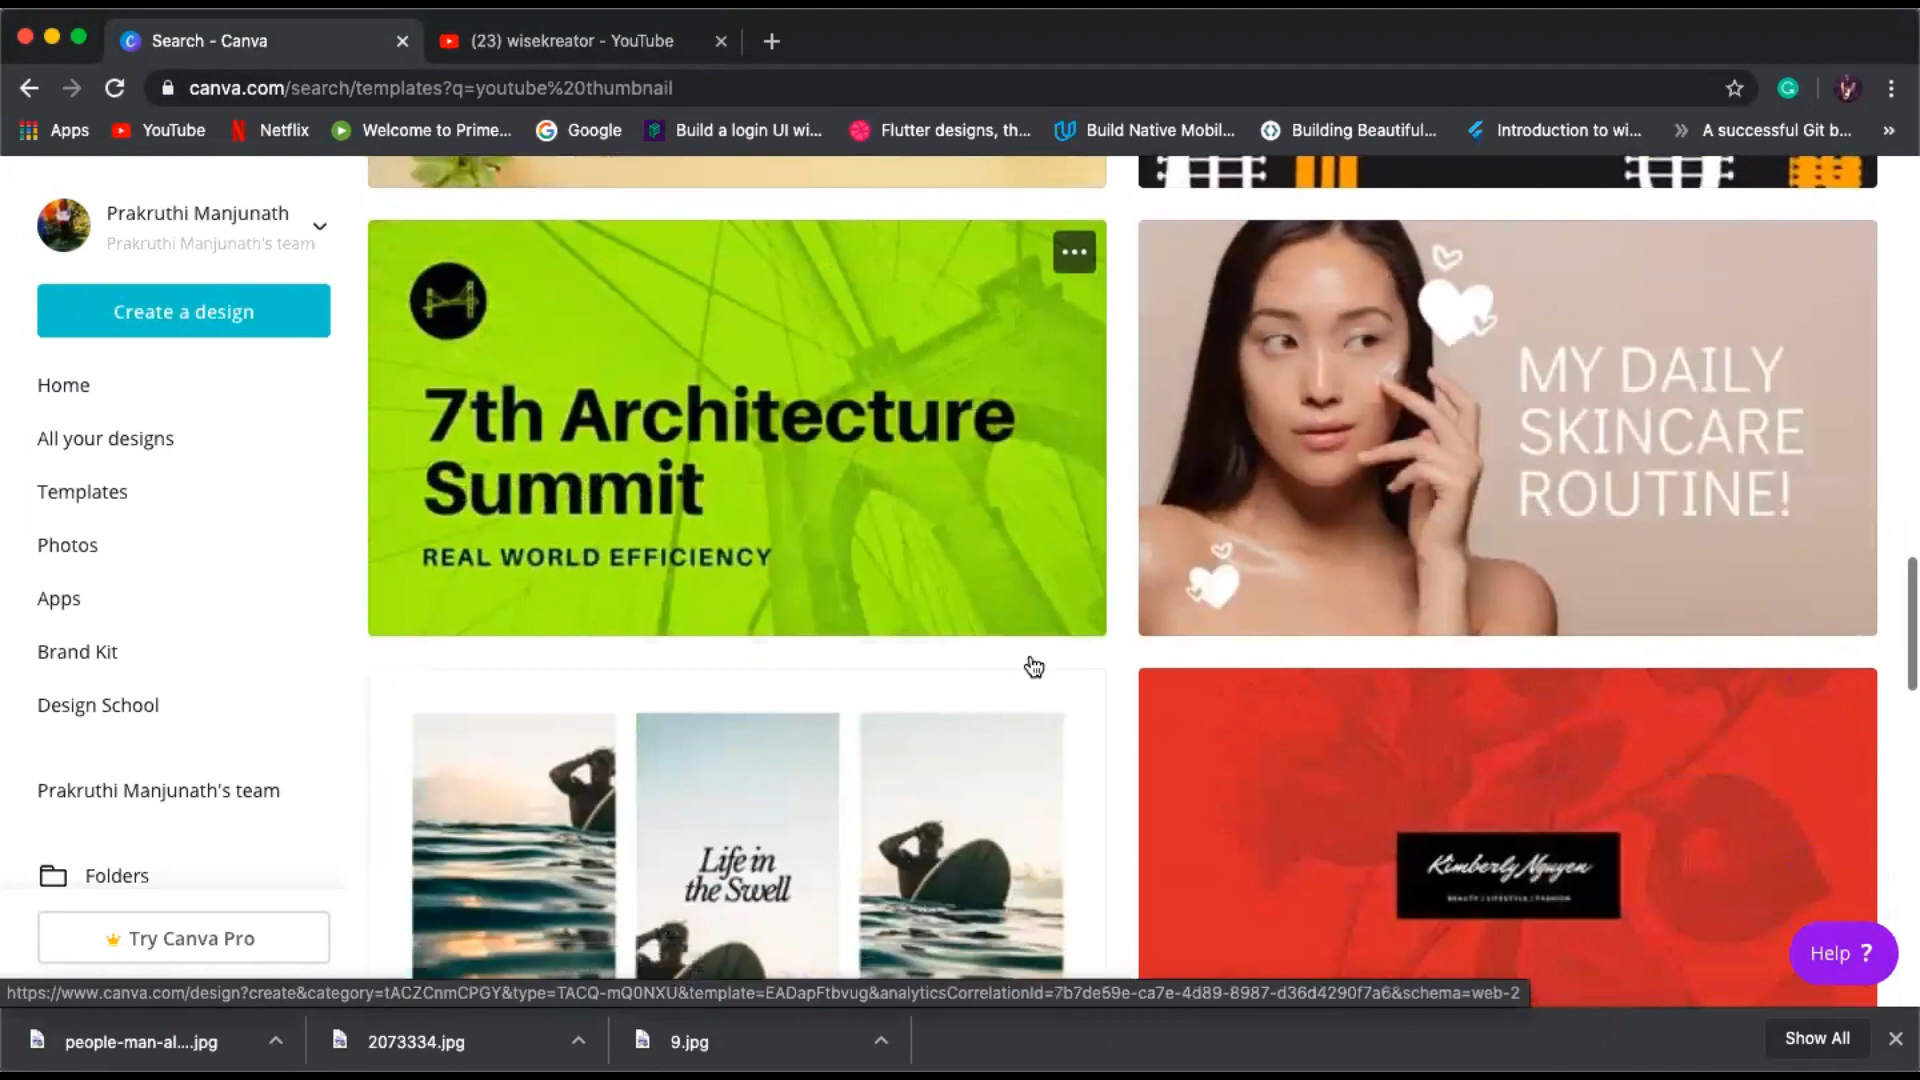 Search - Canva
(23) wisekreator - YouTube
canva.com/search/templates?q=youtube%20thumbnail
Apps
YouTube
Netflix
Welcome to Prime...
Google
Build a login UI wi...
Flutter designs, th...
Build Native Mobil...
Building Beautiful...
Introduction to wi...
A successful Git b...
Prakruthi Manjunath
Prakruthi Manjunath's team
Create a design
Home
All your designs
Templates
Photos
Apps
Brand Kit
Design School
Prakruthi Manjunath's team
Folders
Try Canva Pro
7th Architecture
Summit
REAL WORLD EFFICIENCY
MY DAILY
SKINCARE
ROUTINE!
Life in
the Swell
Kimberly Nguyen
BEAUTY | LIFESTYLE | FASHION
Help ?
https://www.canva.com/design?create&category=tACZCnmCPGY&type=TACQ-mQ0NXU&template=EADapFtbvug&analyticsCorrelationId=7b7de59e-ca7e-4d89-8987-d36d4290f7a6&schema=web-2
people-man-al....jpg
2073334.jpg
9.jpg
Show All